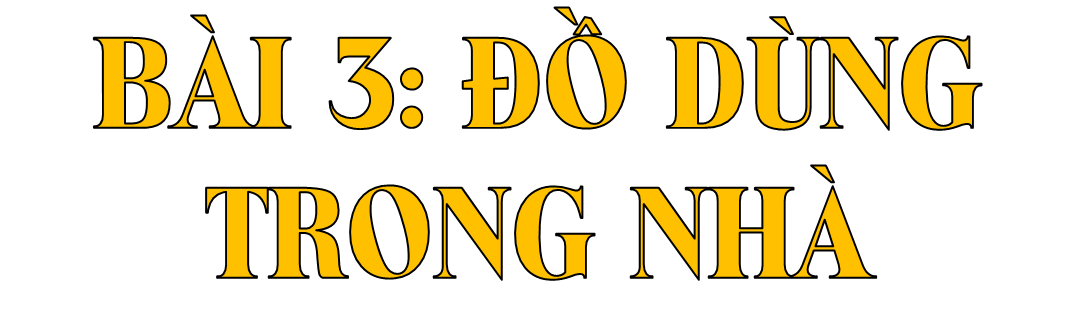 BÀI 3: ĐỒ DÙNG
TRONG NHÀ